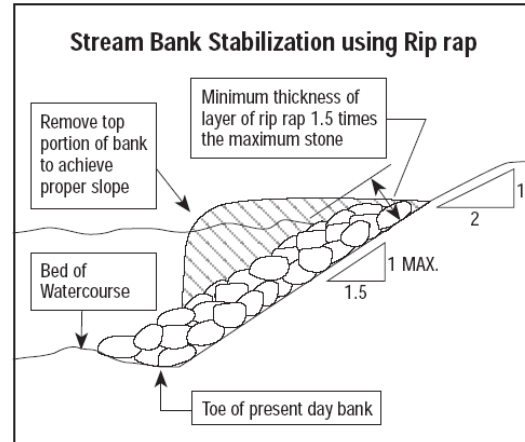 Stream Bank Stabilization using Rip rap
Minimum thickness of
layer of rip rap 1.5 times
the maximum stone
Remove top
portion of bank
to achieve
proper slope
1
2
1 MAX.
1.5
Bed of
Watercourse
Toe of present day bank